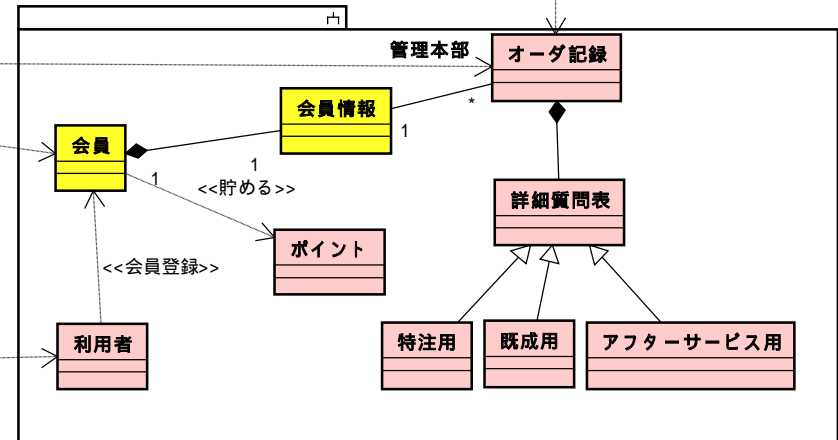 管理本部
オーダ記録
会員情報
*
1
会員
1
1
<<貯める>>
詳細質問表
ポイント
<<会員登録>>
利用者
特注用
既成用
アフターサービス用